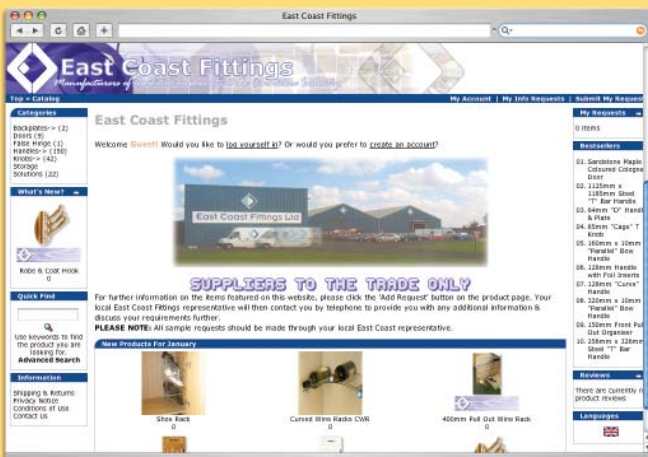 East Coast Fittings
Q-
East Coast Fittings
Manufacturers of
Top » Catalog
My Account | My Info Requests | Submit My Request
Categories
Backplates-> (2)
Doors (9)
False Hinge (1)
Handles-> (190)
Knobs-> (42)
Storage
Solutions (22)
What's New?
Robe & Coat Hook
0
Quick Find
Use keywords to find
the product you are
looking for.
Advanced Search
Information
Shipping & Returns
Privacy Notice
Conditions of Use
Contact Us
East Coast Fittings
Welcome Guest! Would you like to log yourself in? Or would you prefer to create an account?
East Coast Fittings Ltd
SUPPLIERS TO THE TRADE ONLY
For further information on the items featured on this website, please click the 'Add Request' button on the product page. Your
local East Coast Fittings representative will then contact you by telephone to provide you with any additional information &
discuss your requirements further.
PLEASE NOTE: All sample requests should be made through your local East Coast representative.
New Products For January
Shoe Rack
0
Curved Wine Racks CWR
0
400mm Pull Out Wine Rack
0
My Requests
0 items
Bestsellers
01. Sandstone Maple
Coloured Cologne
Door
02. 1125mm x
1165mm Steel
"T" Bar Handle
03. 64mm "D" Handl
& Plate
04. 65mm "Cage" T
Knob
05. 160mm x 10mm
"Parallel" Bow
Handle
06. 128mm Handle
with Foil Inserts
07. 128mm "Curve"
Handle
08. 320mm x 10mm
"Parallel" Bow
Handle
09. 150mm Front Pul
Out Organiser
10. 256mm x 326mm
Steel "T" Bar
Handle
Reviews
There are currently n
product reviews
Languages